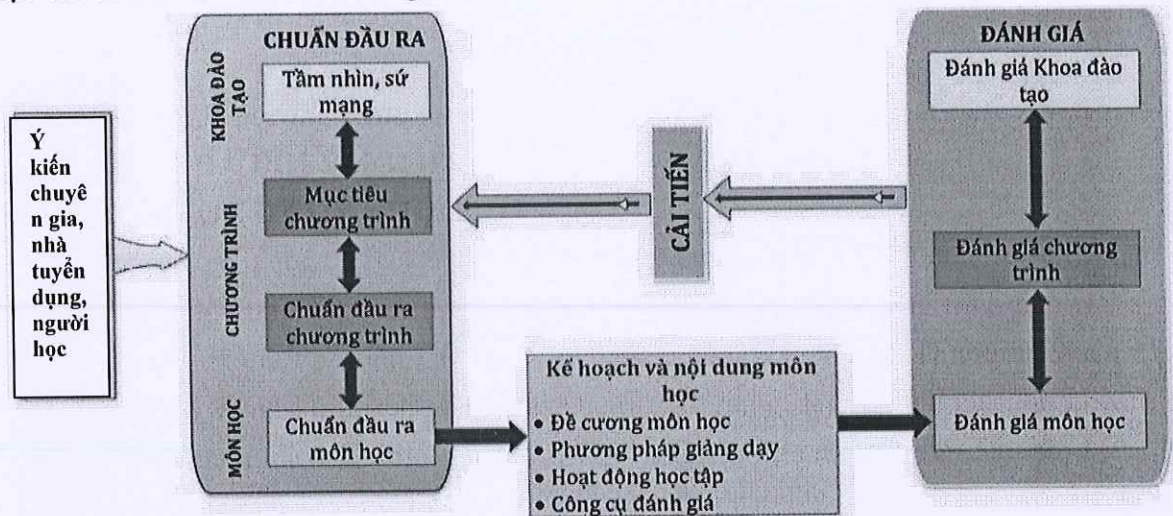 Ý
kiến
chuyê
n gia,
nhà
tuyển
dụng,
người
học
CHUẨN ĐẦU RA
KHOA ĐÀO
TẠO
Tầm nhìn, sứ
mạng
CHƯƠNG TRÌNH
Mục tiêu
chương trình
Chuẩn đầu ra
chương trình
MÔN HỌC
Chuẩn đầu ra
môn học
CẢI TIẾN
Kế hoạch và nội dung môn
học
• Đề cương môn học
• Phương pháp giảng dạy
• Hoạt động học tập
• Công cụ đánh giá
ĐÁNH GIÁ
Đánh giá Khoa đào
tạo
Đánh giá chương
trình
Đánh giá môn học